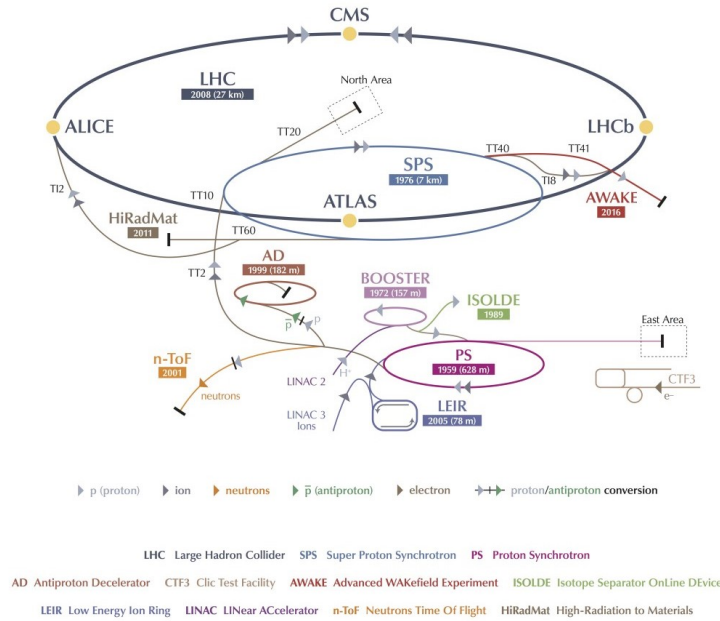 CMS
LHC
2008 (27 km)
North Area
ALICE
TT20
LHCb
TT40
TT41
SPS
1976 (7 km)
TI8
TI2
TT10
ATLAS
AWAKE
2016
HiRadMat
2011
TT60
AD
1999 (182 m)
TT2
BOOSTER
1972 (157 m)
ISOLDE
1989
p̅
p
East Area
n-ToF
2001
H⁺
PS
1959 (628 m)
LINAC 2
neutrons
CTF3
e⁻
LINAC 3
Ions
LEIR
2005 (78 m)
p (proton)
ion
neutrons
p̅ (antiproton)
electron
proton/antiproton conversion
LHC Large Hadron Collider SPS Super Proton Synchrotron PS Proton Synchrotron
AD Antiproton Decelerator CTF3 Clic Test Facility AWAKE Advanced WAKefield Experiment ISOLDE Isotope Separator OnLine DEvice
LEIR Low Energy Ion Ring LINAC LINear ACcelerator n-ToF Neutrons Time Of Flight HiRadMat High-Radiation to Materials